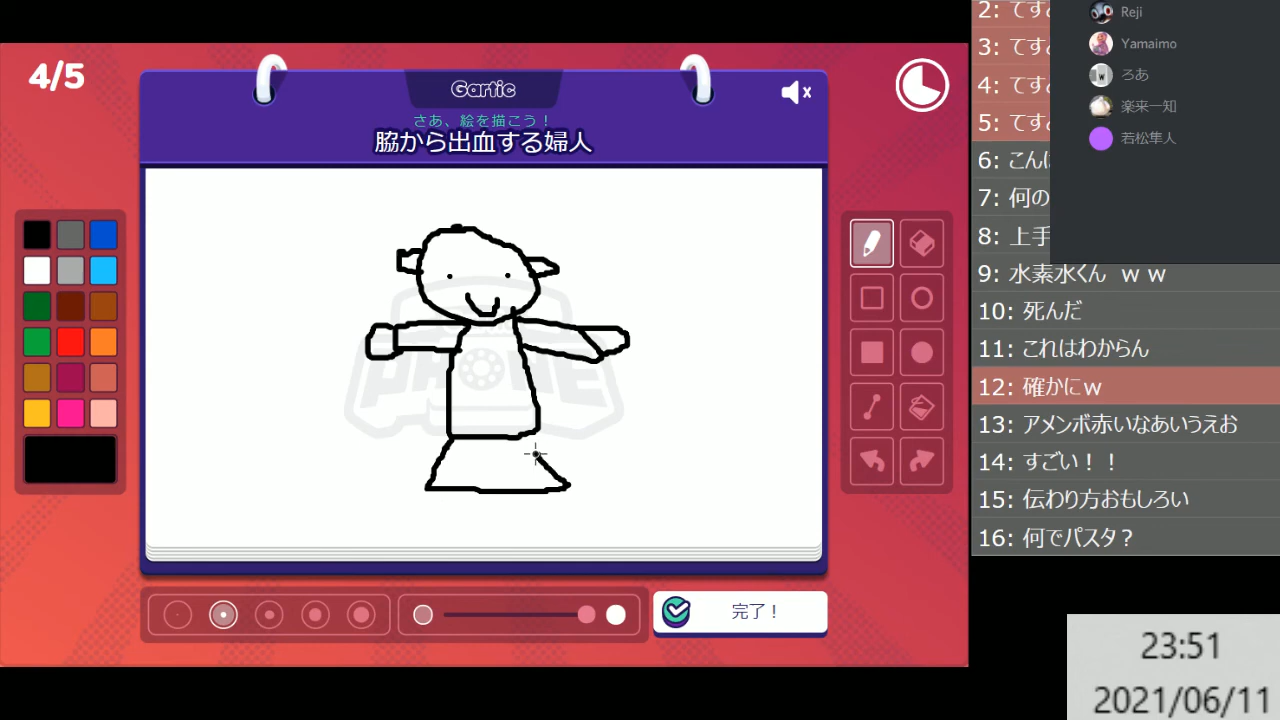 4/5
Gartic
さあ、絵を描こう！
脇から出血する婦人
PHONE
完了！
Reji
Yamaimo
ろあ
楽来一知
若松隼人
2: てす
3: てす
4: てす
5: てす
6: こん
7: 何の
8: 上手
9: 水素水くん ｗｗ
10: 死んだ
11: これはわからん
12: 確かにｗ
13: アメンボ赤いなあいうえお
14: すごい！！
15: 伝わり方おもしろい
16: 何でパスタ？
23:51
2021/06/11